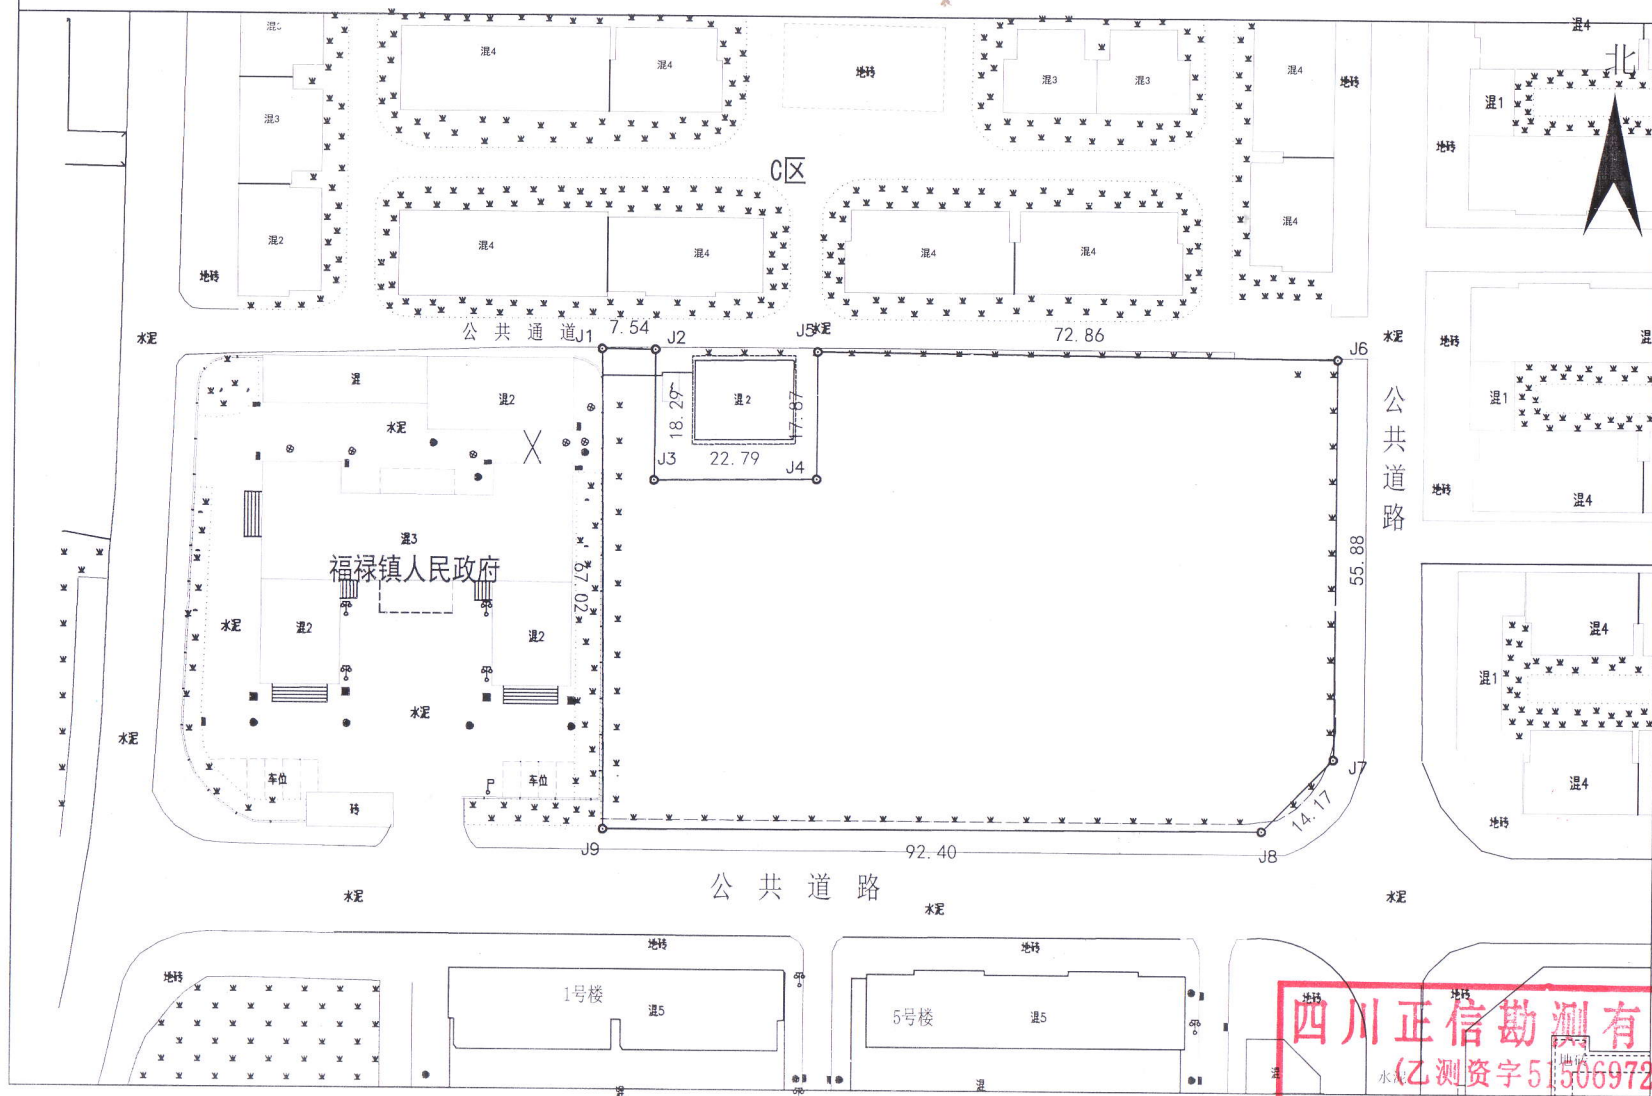 混4
混4
混4
地砖
混3
混3
混4
地砖
北
混3
混1
地砖
C区
混2
混4
混4
混4
混4
混4
地砖
水泥
公共通道
J1
7.54
J2
J5
水泥
72.86
J6
水泥
地砖
混
混2
混2
18.29
17.87
公共道路
混1
水泥
22.79
J3
J4
地砖
混4
混3
福禄镇人民政府
67.02
55.88
水泥
混2
混2
混4
混1
水泥
水泥
车位
车位
砖
J7
混4
14.17
地砖
J9
92.40
J8
公共道路
水泥
水泥
水泥
地砖
地砖
地砖
1号楼
混5
5号楼
混5
地砖
地砖
四川正信勘测有
(乙测资字51506972
混